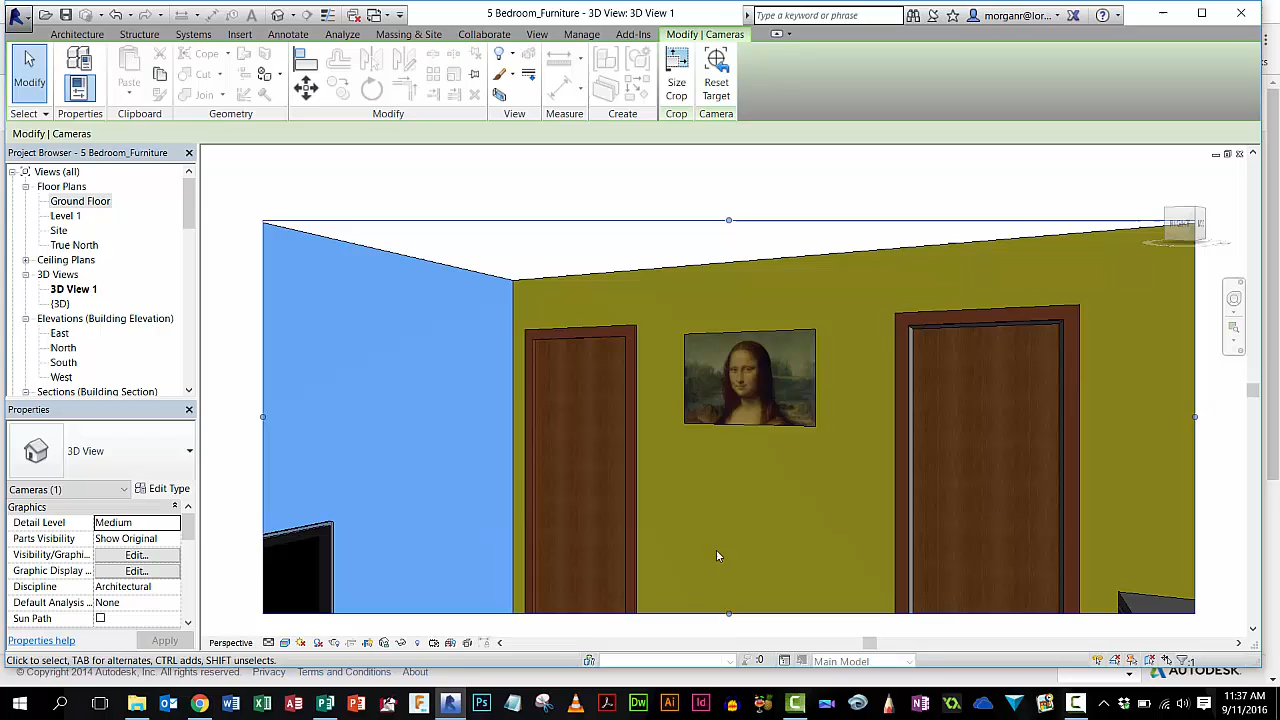 5 Bedroom_Furniture - 3D View: 3D View 1
Type a keyword or phrase
morganr@lor...
Architecture Structure Systems Insert Annotate Analyze Massing & Site Collaborate View Manage Add-Ins Modify | Cameras
Modify
Paste
Cope
Cut
Join
Size
Crop
Reset
Target
Select Properties Clipboard Geometry Modify View Measure Create Crop Camera
Modify | Cameras
Project Browser - 5 Bedroom_Furniture
Views (all)
Floor Plans
Ground Floor
Level 1
Site
True North
Ceiling Plans
3D Views
3D View 1
{3D}
Elevations (Building Elevation)
East
North
South
West
Sections (Building Section)
Properties
3D View
Cameras (1)
Edit Type
Graphics
Detail Level Medium
Parts Visibility Show Original
Visibility/Graphi... Edit...
Graphic Display ... Edit...
Discipline Architectural
Default Analysis ... None
Sun Path
Properties help
Apply
Perspective
Click to select, TAB for alternates, CTRL adds, SHIFT unselects.
:0
Main Model
:1
© Copyright 2014 Autodesk, Inc. All rights reserved. Privacy Terms and Conditions About
AUTODESK
11:37 AM
9/11/2016